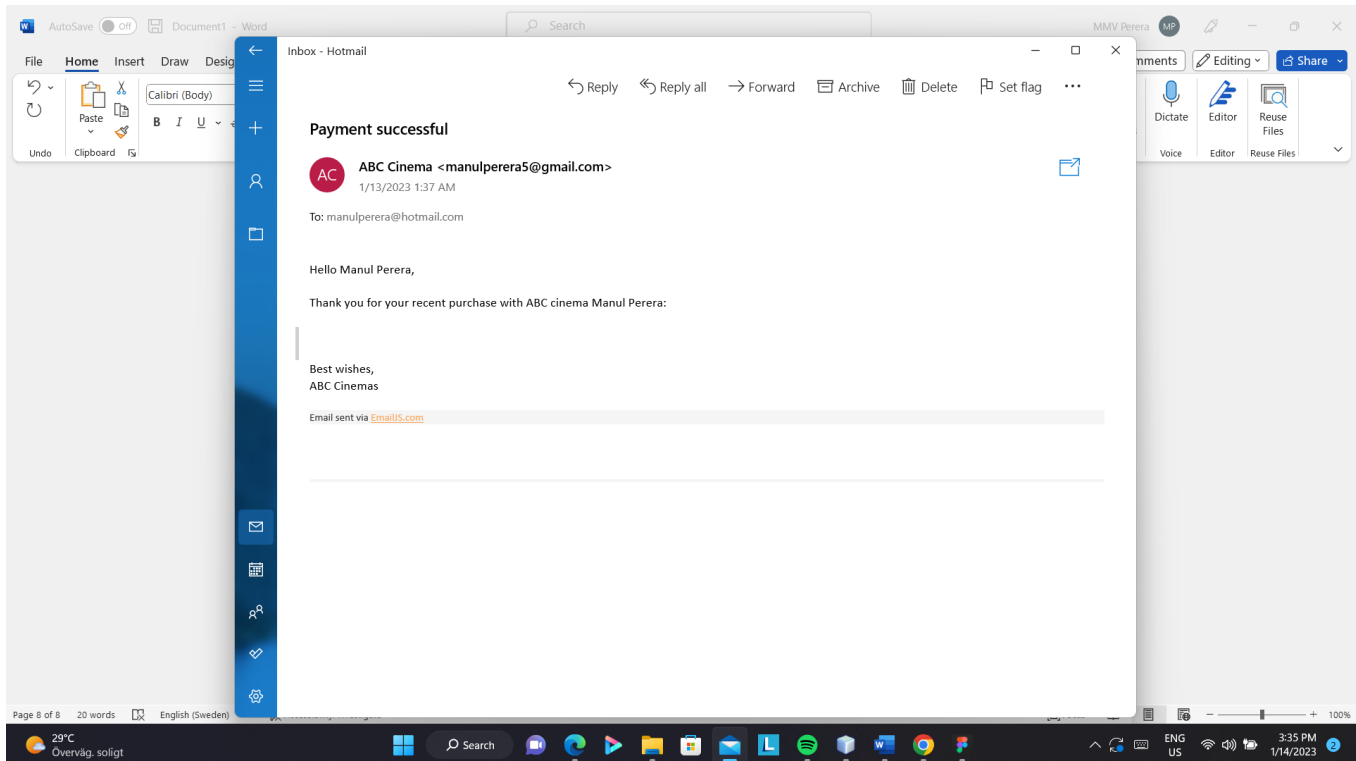 AutoSave Off Document1 - Word Search MMV Perera MP
File Home Insert Draw Desig mments Editing Share
Inbox - Hotmail
Calibri (Body)
Paste
B I U
Undo Clipboard
Dictate Editor Reuse
Files
Voice Editor Reuse Files
Reply Reply all Forward Archive Delete Set flag
Payment successful
AC ABC Cinema <manulperera5@gmail.com>
1/13/2023 1:37 AM
To: manulperera@hotmail.com
Hello Manul Perera,
Thank you for your recent purchase with ABC cinema Manul Perera:
Best wishes,
ABC Cinemas
Email sent via EmailJS.com
Page 8 of 8 20 words English (Sweden) 100%
29°C
Överväg. soligt
Search
L
ENG
US
3:35 PM
1/14/2023
2